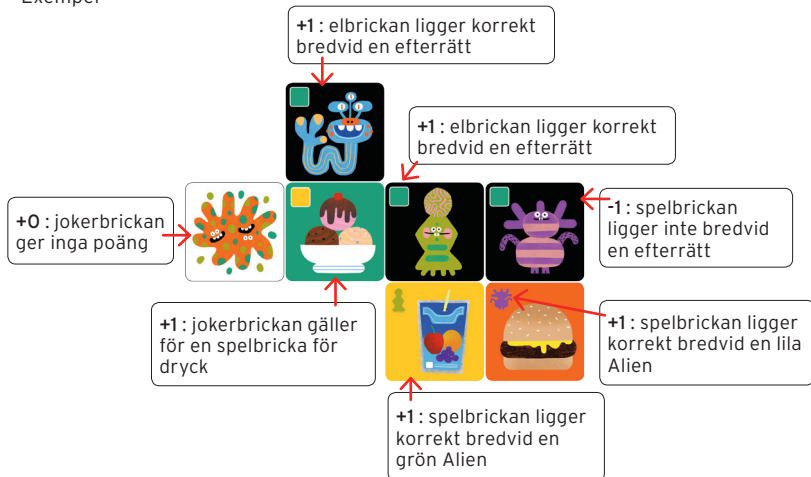 Exempel
+1 : elbrickan ligger korrekt
bredvid en efterrätt
+1 : elbrickan ligger korrekt
bredvid en efterrätt
+0 : jokerbrickan
ger inga poäng
-1 : spelbrickan
ligger inte bredvid
en efterrätt
+1 : jokerbrickan gäller
för en spelbricka för
dryck
+1 : spelbrickan ligger
korrekt bredvid en lila
Alien
+1 : spelbrickan ligger
korrekt bredvid en
grön Alien